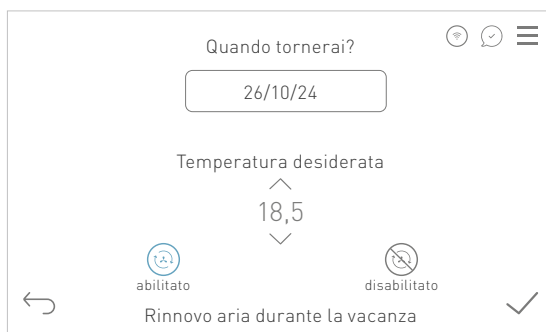 Quando tornerai?
26/10/24
Temperatura desiderata
18,5
abilitato
disabilitato
Rinnovo aria durante la vacanza